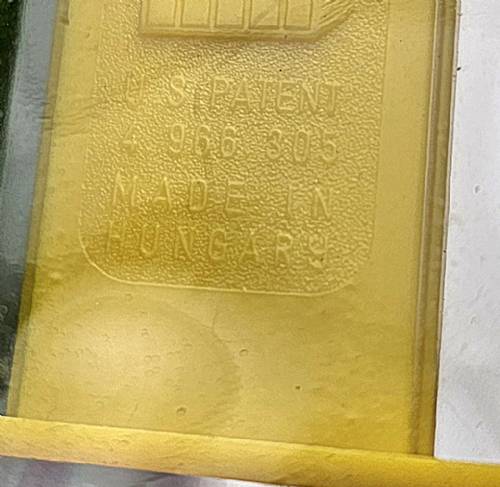 U.S. PATENT
4 966 305
MADE IN
HUNGARY